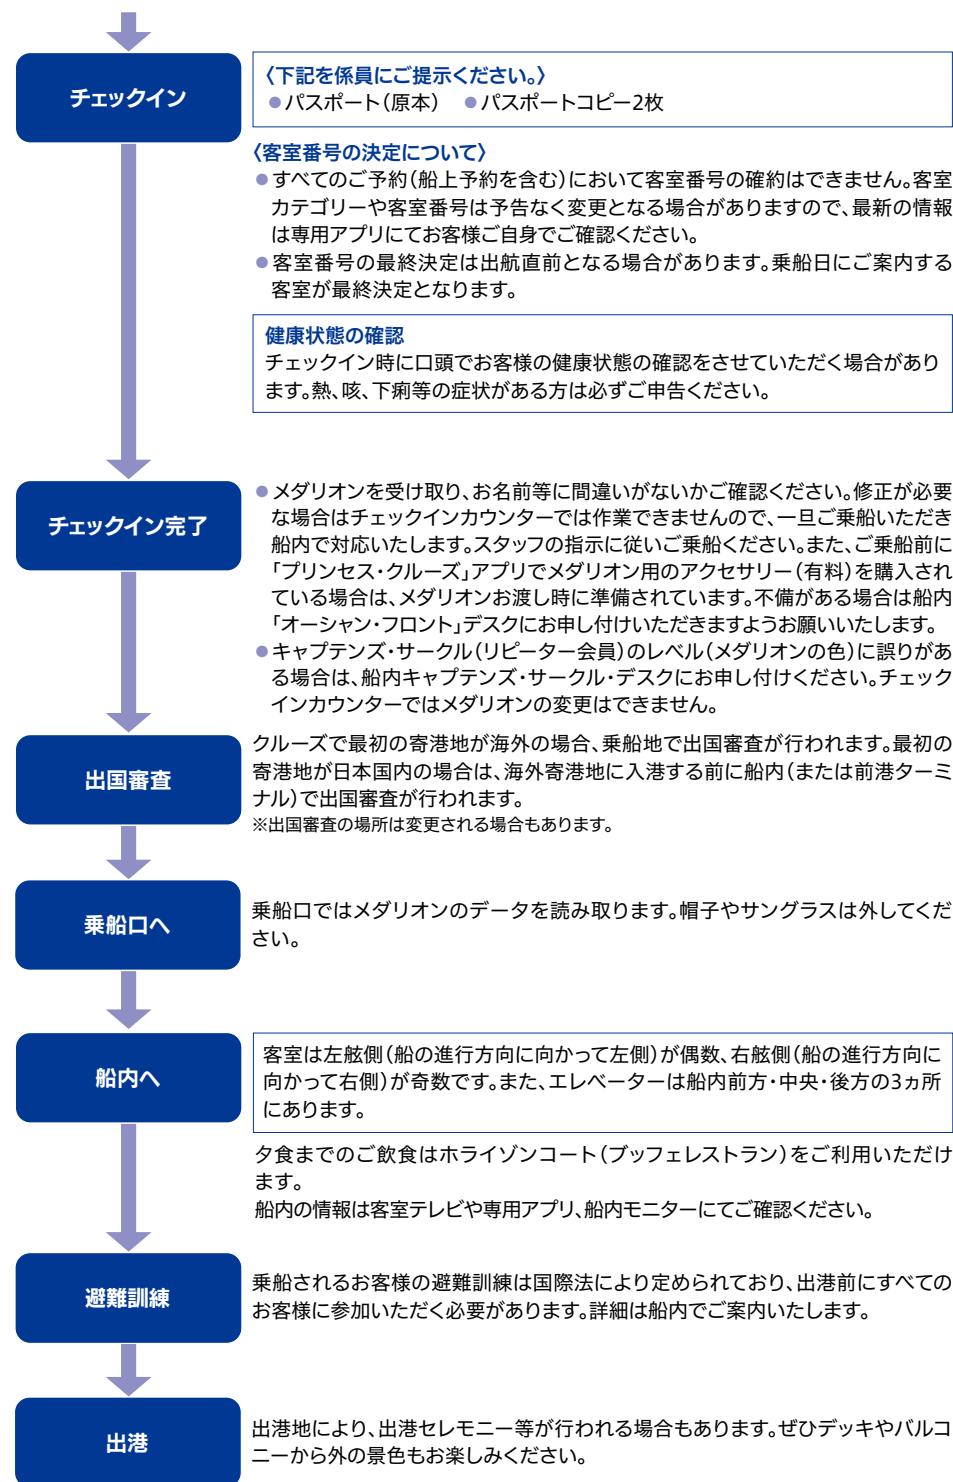 チェックイン
〈下記を係員にご提示ください。〉
●パスポート（原本）　●パスポートコピー2枚
〈客室番号の決定について〉
●すべてのご予約（船上予約を含む）において客室番号の確約はできません。客室
カテゴリーや客室番号は予告なく変更となる場合がありますので、最新の情報
は専用アプリにてお客様ご自身でご確認ください。
●客室番号の最終決定は出航直前となる場合があります。乗船日にご案内する
客室が最終決定となります。
健康状態の確認
チェックイン時に口頭でお客様の健康状態の確認をさせていただく場合があり
ます。熱、咳、下痢等の症状がある方は必ずご申告ください。
チェックイン完了
●メダリオンを受け取り、お名前等に間違いがないかご確認ください。修正が必要
な場合はチェックインカウンターでは作業できませんので、一旦ご乗船いただき
船内で対応いたします。スタッフの指示に従いご乗船ください。また、ご乗船前に
「プリンセス・クルーズ」アプリでメダリオン用のアクセサリー（有料）を購入され
ている場合は、メダリオンお渡し時に準備されています。不備がある場合は船内
「オーシャン・フロント」デスクにお申し付けいただきますようお願いいたします。
●キャプテンズ・サークル（リピーター会員）のレベル（メダリオンの色）に誤りがあ
る場合は、船内キャプテンズ・サークル・デスクにお申し付けください。チェック
インカウンターではメダリオンの変更はできません。
出国審査
クルーズで最初の寄港地が海外の場合、乗船地で出国審査が行われます。最初の
寄港地が日本国内の場合は、海外寄港地に入港する前に船内（または前港ターミ
ナル）で出国審査が行われます。
※出国審査の場所は変更される場合もあります。
乗船口へ
乗船口ではメダリオンのデータを読み取ります。帽子やサングラスは外してくだ
さい。
船内へ
客室は左舷側（船の進行方向に向かって左側）が偶数、右舷側（船の進行方向に
向かって右側）が奇数です。また、エレベーターは船内前方・中央・後方の3ヵ所
にあります。
夕食までのご飲食はホライゾンコート（ブッフェレストラン）をご利用いただけ
ます。
船内の情報は客室テレビや専用アプリ、船内モニターにてご確認ください。
避難訓練
乗船されるお客様の避難訓練は国際法により定められており、出港前にすべての
お客様に参加いただく必要があります。詳細は船内でご案内いたします。
出港
出港地により、出港セレモニー等が行われる場合もあります。ぜひデッキやバルコ
ニーから外の景色もお楽しみください。